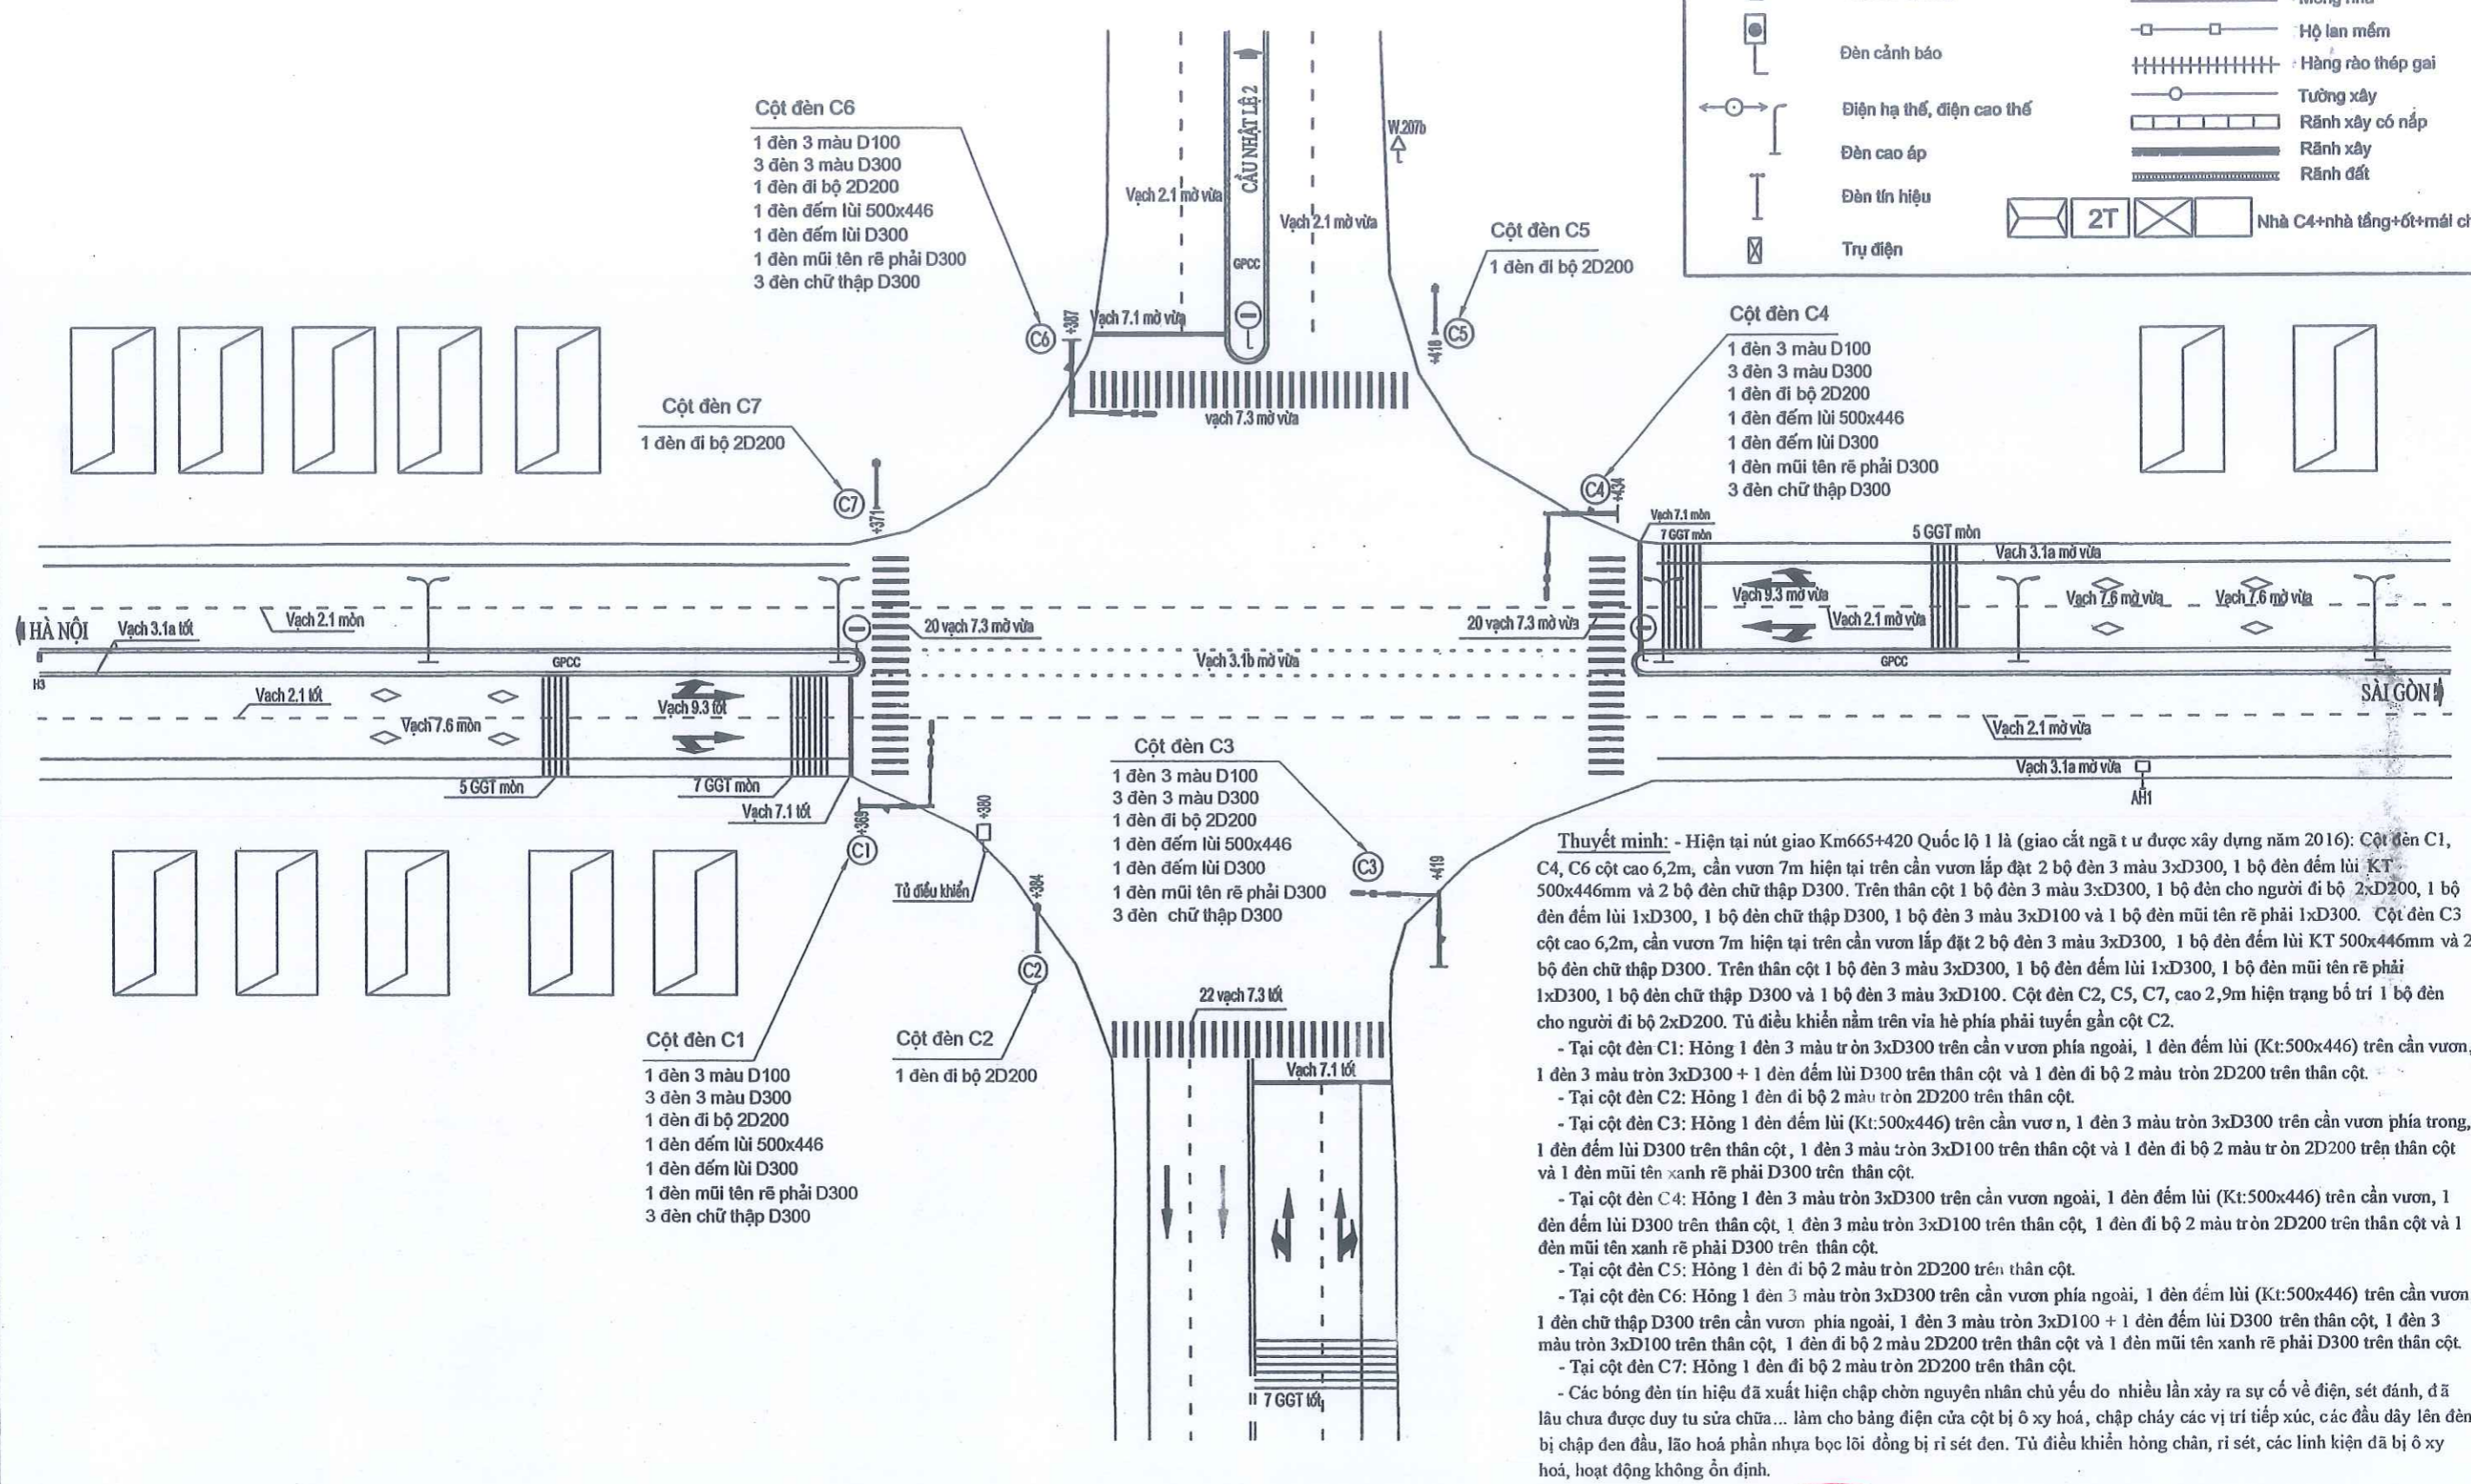 Hộ lan mềm
Đèn cảnh báo
Hàng rào thép gai
Điện hạ thế, điện cao thế
Tường xây
Rãnh xây có nắp
Đèn cao áp
Rãnh xây
Rãnh đất
Đèn tín hiệu
2T
Nhà C4+nhà tầng+ốt+mái
Trụ điện
Cột đèn C6
1 đèn 3 màu D100
3 đèn 3 màu D300
1 đèn đi bộ 2D200
1 đèn đếm lùi 500x446
1 đèn đếm lùi D300
1 đèn mũi tên rẽ phải D300
3 đèn chữ thập D300
CẦU NHẬT LỆ 2
W.207b
Vạch 2.1 mờ vừa
Vạch 2.1 mờ vừa
GPCC
Cột đèn C5
1 đèn đi bộ 2D200
C6
+387
Vạch 7.1 mờ vừa
+418
C5
vạch 7.3 mờ vừa
Cột đèn C4
1 đèn 3 màu D100
3 đèn 3 màu D300
1 đèn đi bộ 2D200
1 đèn đếm lùi 500x446
1 đèn đếm lùi D300
1 đèn mũi tên rẽ phải D300
3 đèn chữ thập D300
Cột đèn C7
1 đèn đi bộ 2D200
C7
+371
C4
+434
Vạch 7.1 mòn
7 GGT mòn
5 GGT mòn
Vạch 3.1a mờ vừa
HÀ NỘI
Vạch 3.1a tốt
Vạch 2.1 mòn
20 vạch 7.3 mờ vừa
20 vạch 7.3 mờ vừa
Vạch 9.3 mờ vừa
Vạch 2.1 mờ vừa
Vạch 7.6 mờ vừa
Vạch 7.6 mờ vừa
GPCC
Vạch 3.1b mờ vừa
GPCC
H3
SÀI GÒN
Vạch 2.1 tốt
Vạch 7.6 mòn
Vạch 9.3 tốt
Vạch 2.1 mờ vừa
5 GGT mòn
7 GGT mòn
Vạch 7.1 tốt
Vạch 3.1a mờ vừa
AH1
+369
C1
+380
Tủ điều khiển
+384
C2
Cột đèn C3
1 đèn 3 màu D100
3 đèn 3 màu D300
1 đèn đi bộ 2D200
1 đèn đếm lùi 500x446
1 đèn đếm lùi D300
1 đèn mũi tên rẽ phải D300
3 đèn chữ thập D300
C3
+419
22 vạch 7.3 tốt
Vạch 7.1 tốt
7 GGT tốt
Cột đèn C1
1 đèn 3 màu D100
3 đèn 3 màu D300
1 đèn đi bộ 2D200
1 đèn đếm lùi 500x446
1 đèn đếm lùi D300
1 đèn mũi tên rẽ phải D300
3 đèn chữ thập D300
Cột đèn C2
1 đèn đi bộ 2D200
Thuyết minh: - Hiện tại nút giao Km665+420 Quốc lộ 1 là (giao cắt ngã tư được xây dựng năm 2016): Cột đèn C1,
C4, C6 cột cao 6,2m, cần vươn 7m hiện tại trên cần vươn lắp đặt 2 bộ đèn 3 màu 3xD300, 1 bộ đèn đếm lùi KT
500x446mm và 2 bộ đèn chữ thập D300. Trên thân cột 1 bộ đèn 3 màu 3xD300, 1 bộ đèn cho người đi bộ 2xD200, 1 bộ
đèn đếm lùi 1xD300, 1 bộ đèn chữ thập D300, 1 bộ đèn 3 màu 3xD100 và 1 bộ đèn mũi tên rẽ phải 1xD300. Cột đèn C3
cột cao 6,2m, cần vươn 7m hiện tại trên cần vươn lắp đặt 2 bộ đèn 3 màu 3xD300, 1 bộ đèn đếm lùi KT 500x446mm và 2
bộ đèn chữ thập D300. Trên thân cột 1 bộ đèn 3 màu 3xD300, 1 bộ đèn đếm lùi 1xD300, 1 bộ đèn mũi tên rẽ phải
1xD300, 1 bộ đèn chữ thập D300 và 1 bộ đèn 3 màu 3xD100. Cột đèn C2, C5, C7, cao 2,9m hiện trạng bố trí 1 bộ đèn
cho người đi bộ 2xD200. Tủ điều khiển nằm trên vỉa hè phía phải tuyến gần cột C2.
- Tại cột đèn C1: Hỏng 1 đèn 3 màu tròn 3xD300 trên cần vươn phía ngoài, 1 đèn đếm lùi (Kt:500x446) trên cần vươn,
1 đèn 3 màu tròn 3xD300 + 1 đèn đếm lùi D300 trên thân cột và 1 đèn đi bộ 2 màu tròn 2D200 trên thân cột.
- Tại cột đèn C2: Hỏng 1 đèn đi bộ 2 màu tròn 2D200 trên thân cột.
- Tại cột đèn C3: Hỏng 1 đèn đếm lùi (Kt:500x446) trên cần vươn, 1 đèn 3 màu tròn 3xD300 trên cần vươn phía trong,
1 đèn đếm lùi D300 trên thân cột, 1 đèn 3 màu tròn 3xD100 trên thân cột và 1 đèn đi bộ 2 màu tròn 2D200 trên thân cột
và 1 đèn mũi tên xanh rẽ phải D300 trên thân cột.
- Tại cột đèn C4: Hỏng 1 đèn 3 màu tròn 3xD300 trên cần vươn ngoài, 1 đèn đếm lùi (Kt:500x446) trên cần vươn, 1
đèn đếm lùi D300 trên thân cột, 1 đèn 3 màu tròn 3xD100 trên thân cột, 1 đèn đi bộ 2 màu tròn 2D200 trên thân cột và 1
đèn mũi tên xanh rẽ phải D300 trên thân cột.
- Tại cột đèn C5: Hỏng 1 đèn đi bộ 2 màu tròn 2D200 trên thân cột.
- Tại cột đèn C6: Hỏng 1 đèn 3 màu tròn 3xD300 trên cần vươn phía ngoài, 1 đèn đếm lùi (Kt:500x446) trên cần vươn
1 đèn chữ thập D300 trên cần vươn phía ngoài, 1 đèn 3 màu tròn 3xD100 + 1 đèn đếm lùi D300 trên thân cột, 1 đèn 3
màu tròn 3xD100 trên thân cột, 1 đèn đi bộ 2 màu 2D200 trên thân cột và 1 đèn mũi tên xanh rẽ phải D300 trên thân cột.
- Tại cột đèn C7: Hỏng 1 đèn đi bộ 2 màu tròn 2D200 trên thân cột.
- Các bóng đèn tín hiệu đã xuất hiện chập chờn nguyên nhân chủ yếu do nhiều lần xảy ra sự cố về điện, sét đánh, đã
lâu chưa được duy tu sửa chữa... làm cho bảng điện cửa cột bị ô xy hoá, chập cháy các vị trí tiếp xúc, các đầu dây lên đèn
bị chập đen đầu, lão hoá phần nhựa bọc lõi đồng bị rỉ sét đen. Tủ điều khiển hỏng chân, rỉ sét, các linh kiện đã bị ô xy
hoá, hoạt động không ổn định.